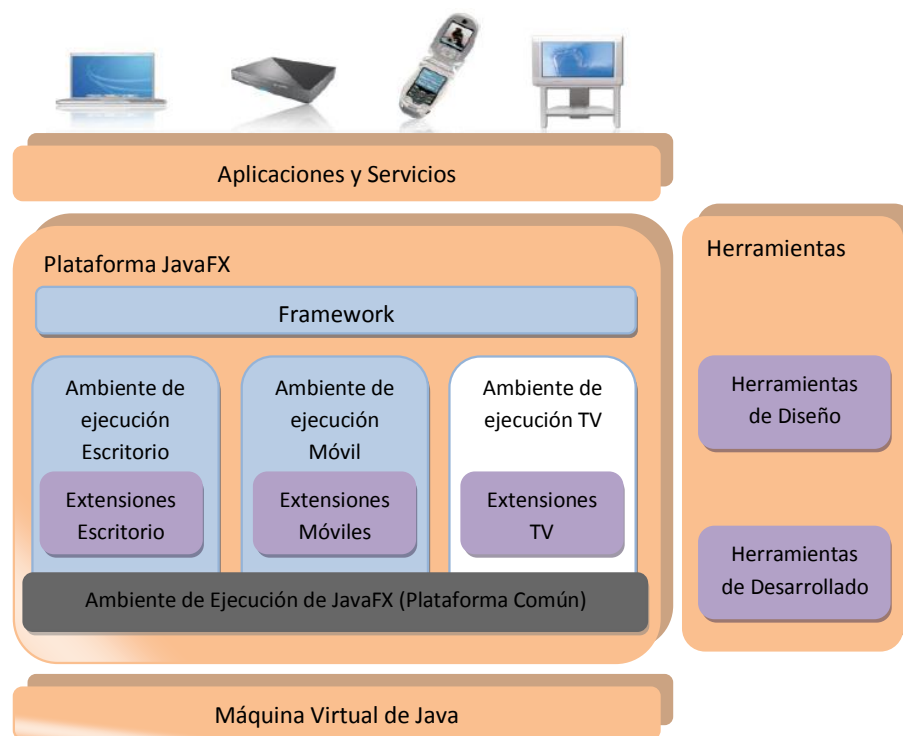 Aplicaciones y Servicios
Plataforma JavaFX
Framework
Ambiente de
ejecución
Escritorio
Extensiones
Escritorio
Ambiente de
ejecución
Móvil
Extensiones
Móviles
Ambiente de
ejecución TV
Extensiones
TV
Ambiente de Ejecución de JavaFX (Plataforma Común)
Máquina Virtual de Java
Herramientas
Herramientas
de Diseño
Herramientas
de Desarrollado